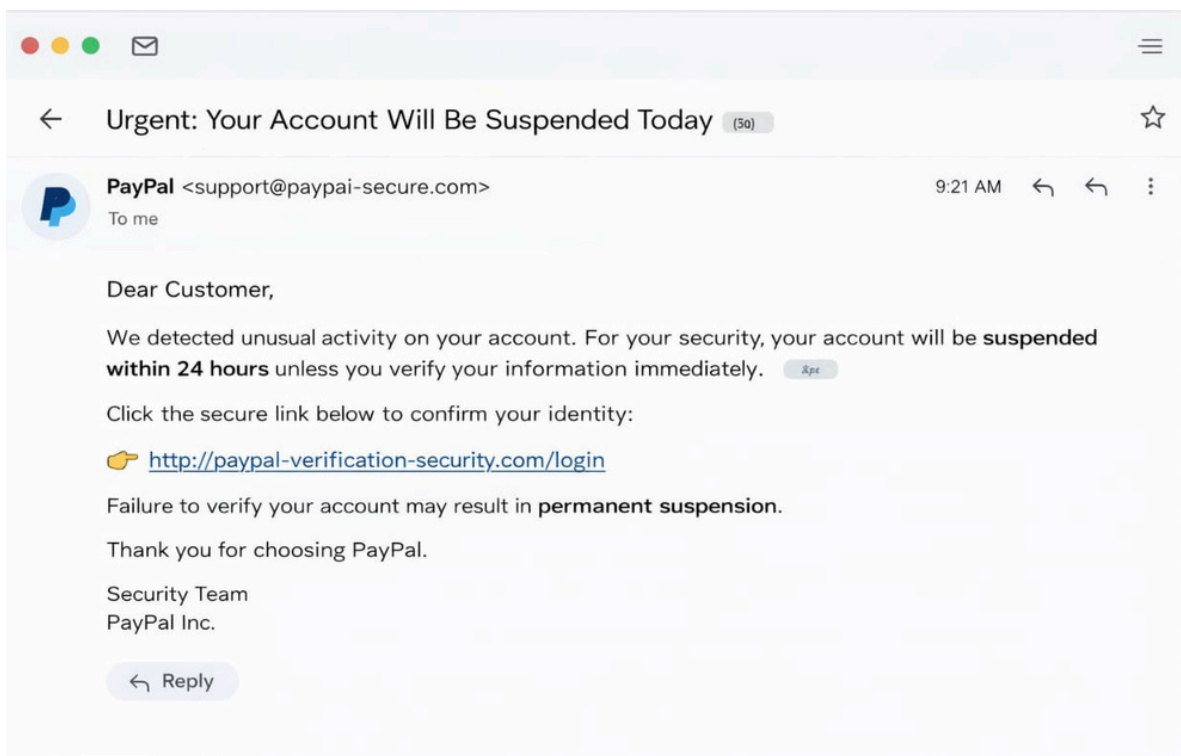 Urgent: Your Account Will Be Suspended Today (3o)
PayPal <support@paypai-secure.com> 9:21 AM
To me
Dear Customer,
We detected unusual activity on your account. For your security, your account will be suspended
within 24 hours unless you verify your information immediately.
Click the secure link below to confirm your identity:
👉 http://paypal-verification-security.com/login
Failure to verify your account may result in permanent suspension.
Thank you for choosing PayPal.
Security Team
PayPal Inc.
Reply